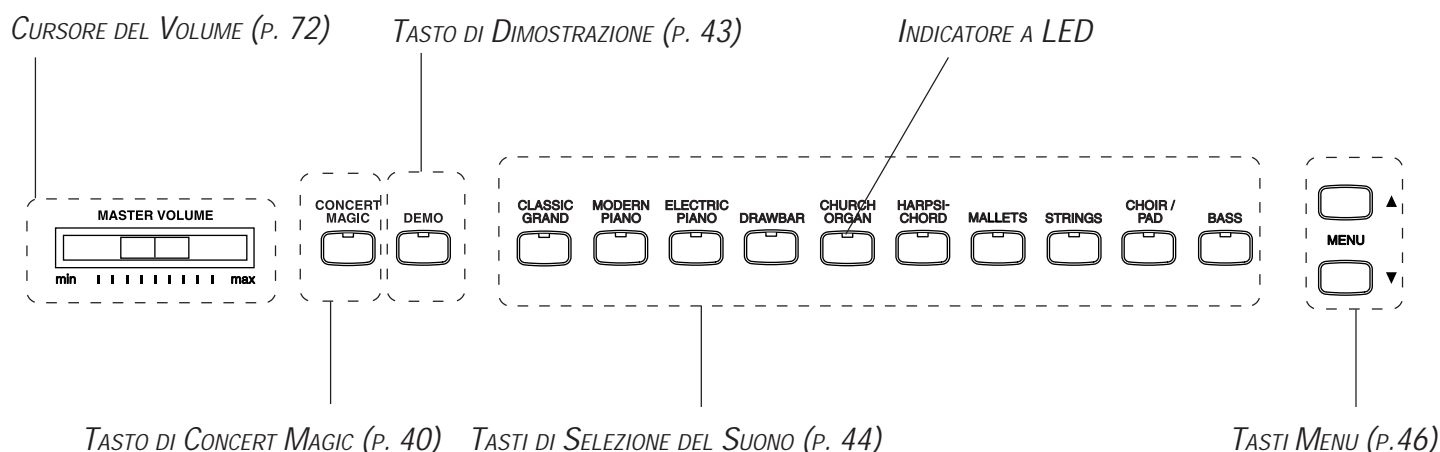 CURSORE DEL VOLUME (P. 72)
TASTO DI DIMOSTRAZIONE (P. 43)
INDICATORE A LED
MASTER VOLUME
min
max
CONCERT
MAGIC
DEMO
CLASSIC
GRAND
MODERN
PIANO
ELECTRIC
PIANO
DRAWBAR
CHURCH
ORGAN
HARPSI-
CHORD
MALLETS
STRINGS
CHOIR /
PAD
BASS
▲
MENU
▼
TASTO DI CONCERT MAGIC (P. 40)
TASTI DI SELEZIONE DEL SUONO (P. 44)
TASTI MENU (P.46)